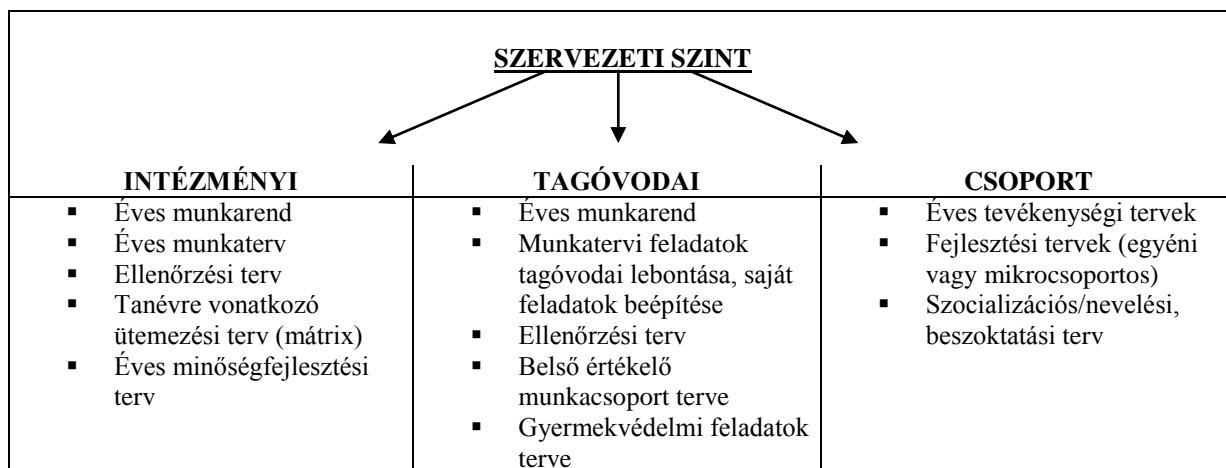 SZERVEZETI SZINT
INTÉZMÉNYI
▪ Éves munkarend
▪ Éves munkaterv
▪ Ellenőrzési terv
▪ Tanévre vonatkozó
ütemezési terv (mátrix)
▪ Éves minőségfejlesztési
terv
TAGÓVODAI
▪ Éves munkarend
▪ Munkatervi feladatok
tagóvodai lebontása, saját
feladatok beépítése
▪ Ellenőrzési terv
▪ Belső értékelő
munkacsoport terve
▪ Gyermekvédelmi feladatok
terve
CSOPORT
▪ Éves tevékenységi tervek
▪ Fejlesztési tervek (egyéni
vagy mikrocsoportos)
▪ Szocializációs/nevelési,
beszoktatási terv